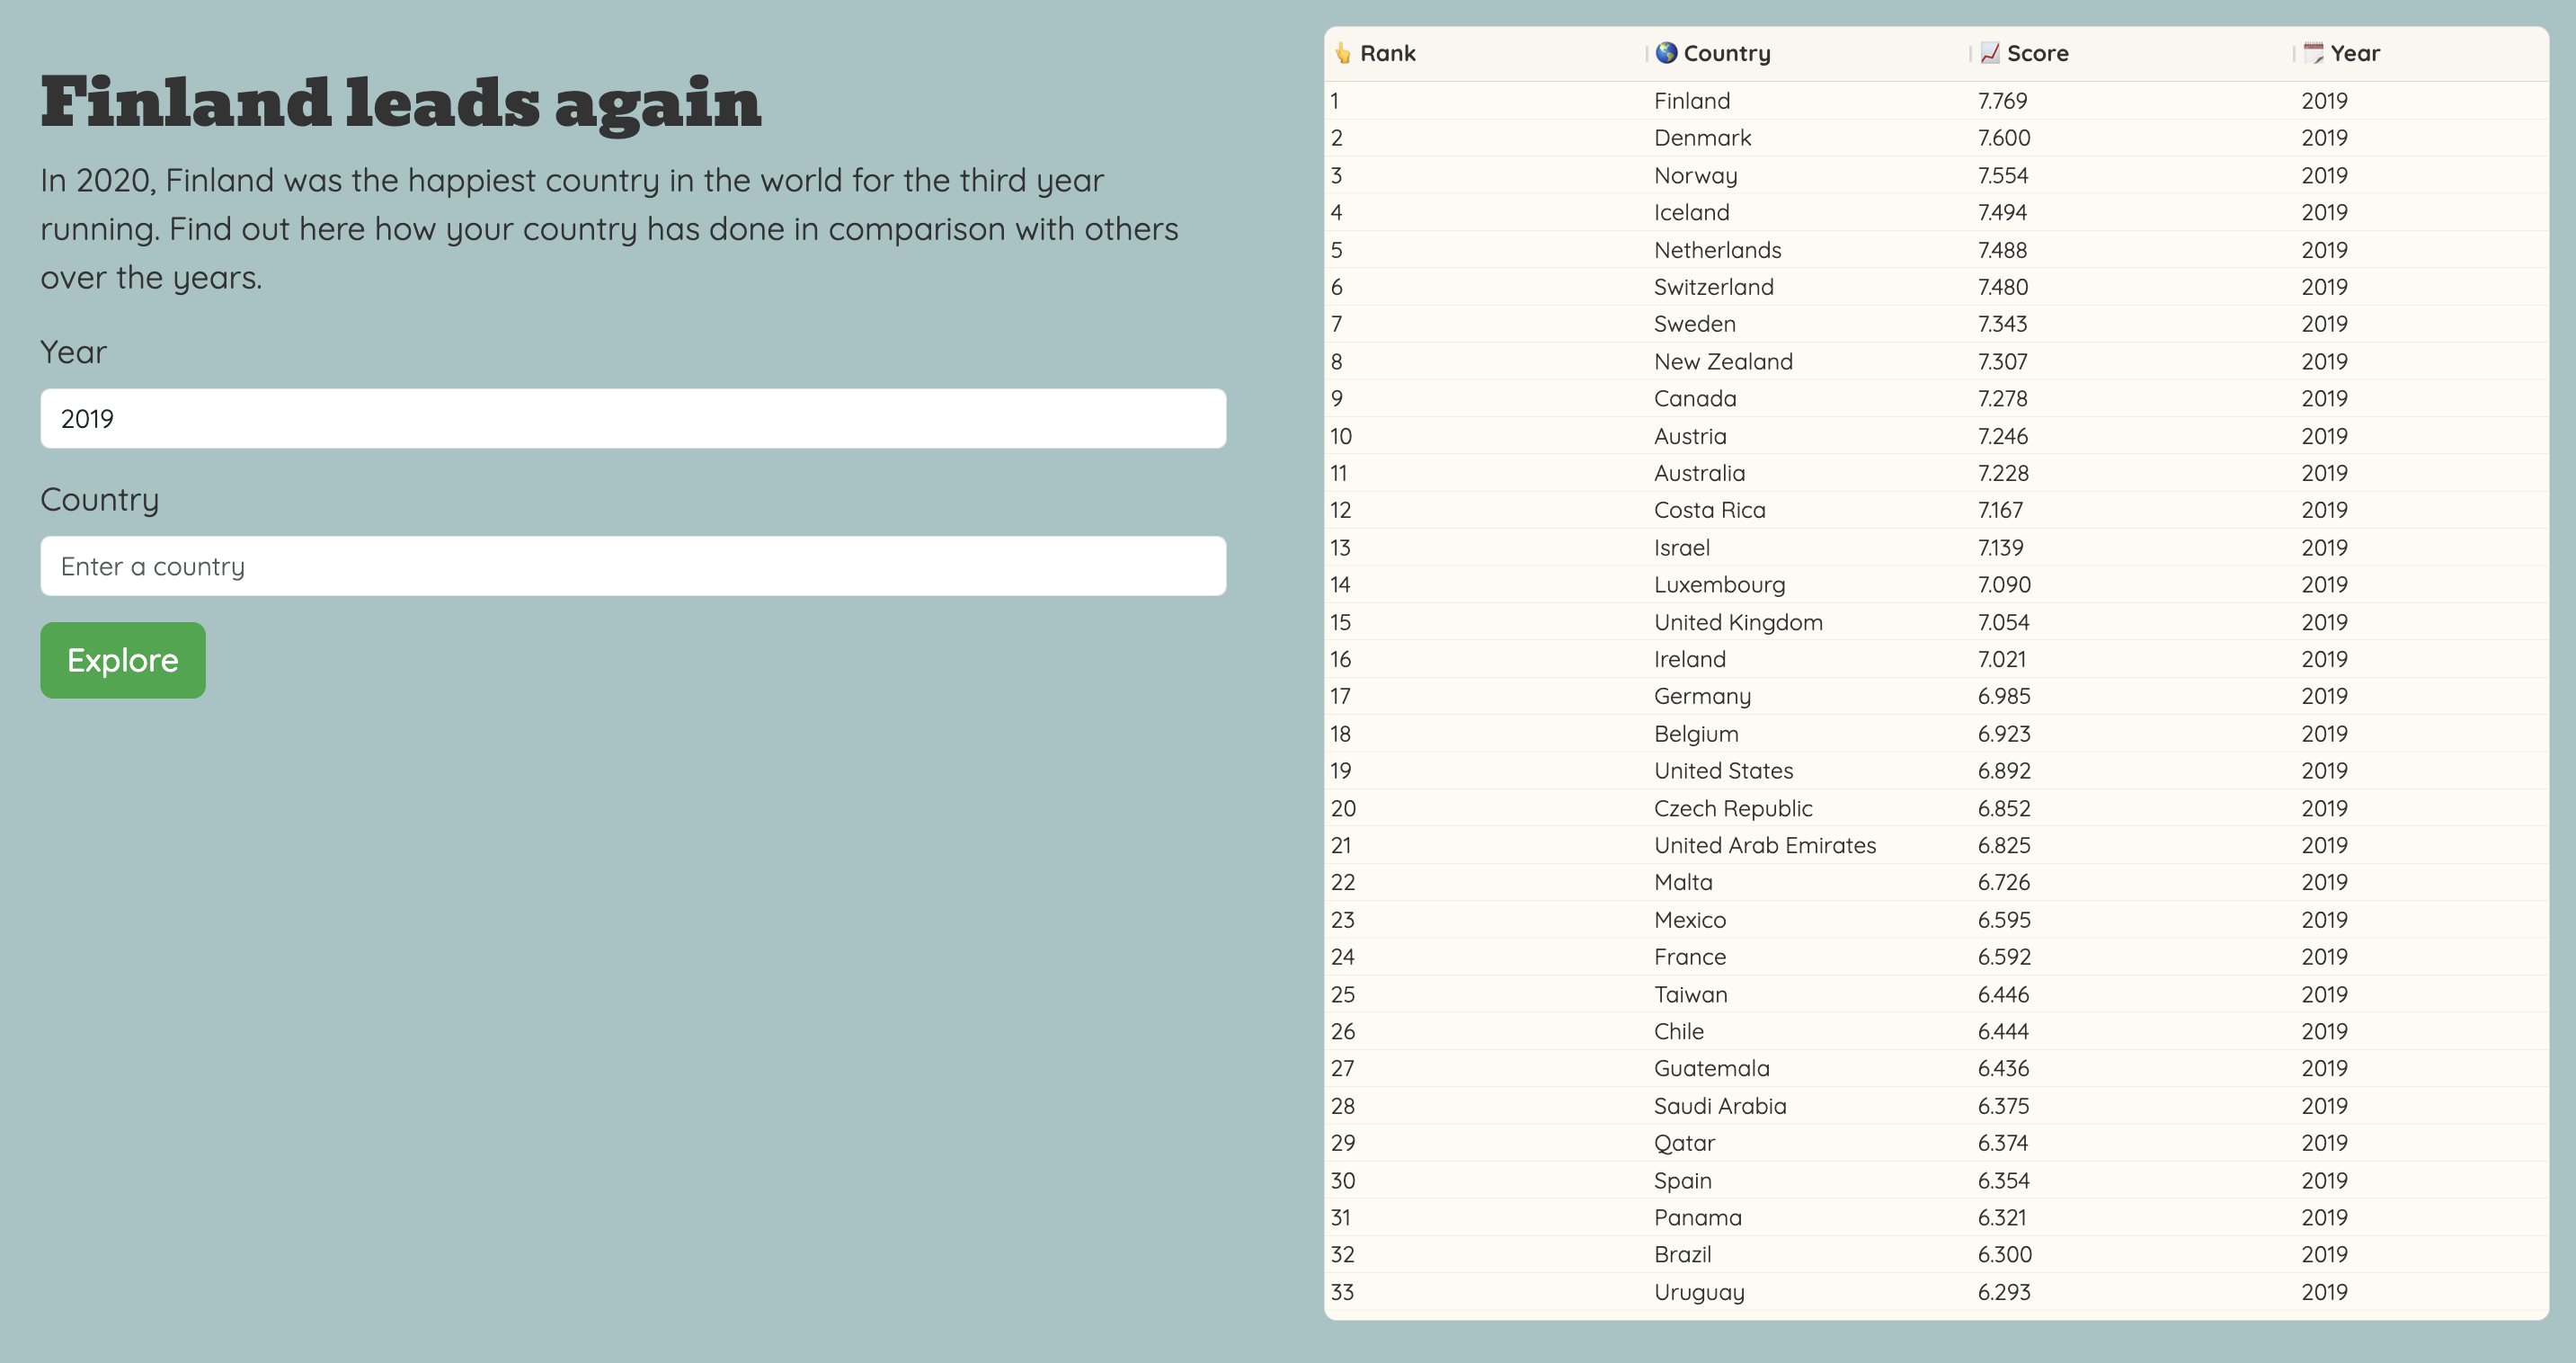 Finland leads again
In 2020, Finland was the happiest country in the world for the third year
running. Find out here how your country has done in comparison with others
over the years.
Year
2019
Country
Enter a country
Explore
👆 Rank 🌎 Country 📈 Score 🗓️ Year
1 Finland 7.769 2019
2 Denmark 7.600 2019
3 Norway 7.554 2019
4 Iceland 7.494 2019
5 Netherlands 7.488 2019
6 Switzerland 7.480 2019
7 Sweden 7.343 2019
8 New Zealand 7.307 2019
9 Canada 7.278 2019
10 Austria 7.246 2019
11 Australia 7.228 2019
12 Costa Rica 7.167 2019
13 Israel 7.139 2019
14 Luxembourg 7.090 2019
15 United Kingdom 7.054 2019
16 Ireland 7.021 2019
17 Germany 6.985 2019
18 Belgium 6.923 2019
19 United States 6.892 2019
20 Czech Republic 6.852 2019
21 United Arab Emirates 6.825 2019
22 Malta 6.726 2019
23 Mexico 6.595 2019
24 France 6.592 2019
25 Taiwan 6.446 2019
26 Chile 6.444 2019
27 Guatemala 6.436 2019
28 Saudi Arabia 6.375 2019
29 Qatar 6.374 2019
30 Spain 6.354 2019
31 Panama 6.321 2019
32 Brazil 6.300 2019
33 Uruguay 6.293 2019